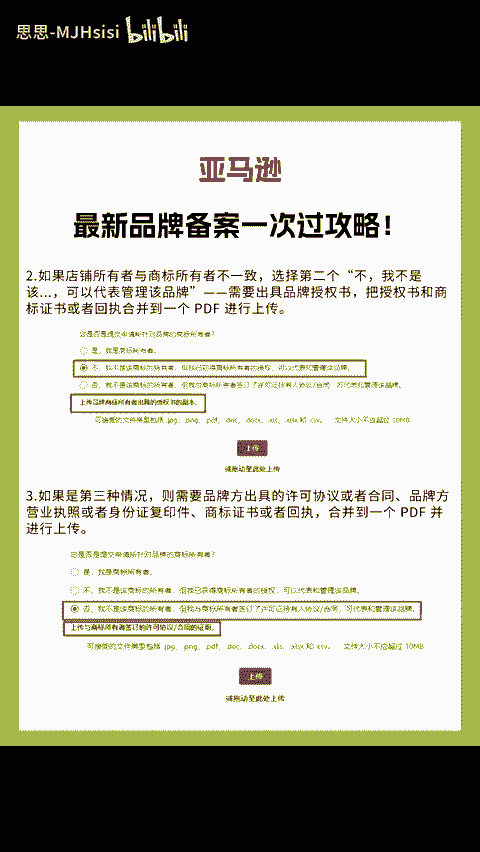 思思-MJHsisi bilibili
亚马逊
最新品牌备案一次过攻略！
2.如果店铺所有者与商标所有者不一致，选择第二个“不，我不是
该...，可以代表管理该品牌”——需要出具品牌授权书，把授权书和商
标证书或者回执合并到一个 PDF 进行上传。
您是否是提交申请所针对品牌的商标所有者？
是，我是商标所有者。
不，我不是该商标的所有者，但我已获得商标所有者的授权，可以代表和管理该品牌。
否，我不是该商标的所有者，但我与商标所有者签订了许可证持有人协议/合同，可代表和管理该品牌。
上传品牌商标所有者出具的授权书的副本。
可接受的文件类型包括 .jpg、.png、.pdf、.doc、.docx、.xls、.xlsx 和 csv。 文件大小不应超过 10MB
上传
或拖动至此处上传
3.如果是第三种情况，则需要品牌方出具的许可协议或者合同、品牌方
营业执照或者身份证复印件、商标证书或者回执，合并到一个 PDF 并
进行上传。
您是否是提交申请所针对品牌的商标所有者？
是，我是商标所有者。
不，我不是该商标的所有者，但我已获得商标所有者的授权，可以代表和管理该品牌。
否，我不是该商标的所有者，但我与商标所有者签订了许可证持有人协议/合同，可代表和管理该品牌。
上传与商标所有者签订的许可协议/合同的证明。
可接受的文件类型包括 .jpg、.png、.pdf、.doc、.docx、.xls、.xlsx 和 csv。 文件大小不应超过 10MB
上传
或拖动至此处上传